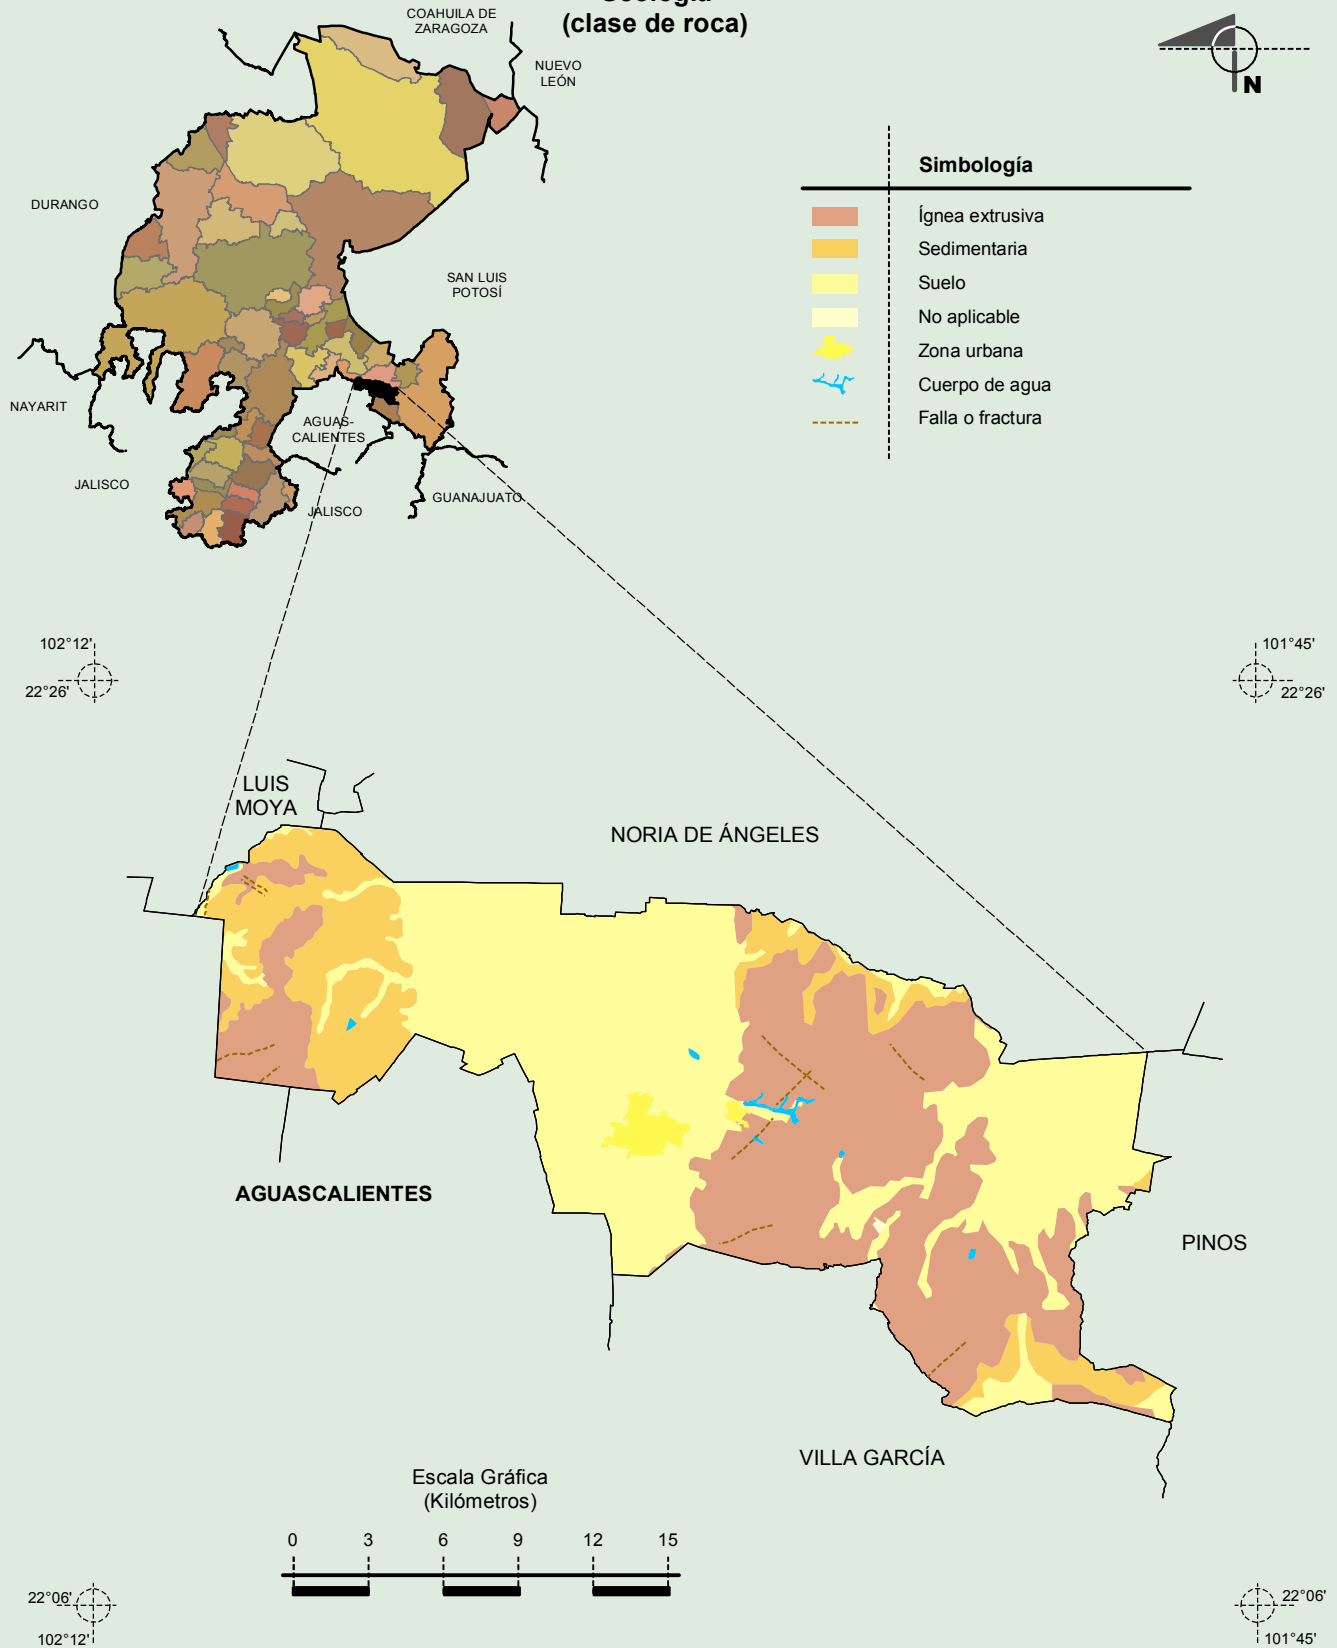 Geología
(clase de roca)
COAHUILA DE
ZARAGOZA
NUEVO
LEÓN
DURANGO
SAN LUIS
POTOSÍ
NAYARIT
AGUAS-
CALIENTES
JALISCO
JALISCO
GUANAJUATO
N
Simbología
Ígnea extrusiva
Sedimentaria
Suelo
No aplicable
Zona urbana
Cuerpo de agua
Falla o fractura
102°12'
22°26'
101°45'
22°26'
LUIS
MOYA
NORIA DE ÁNGELES
AGUASCALIENTES
PINOS
VILLA GARCÍA
Escala Gráfica
(Kilómetros)
0 3 6 9 12 15
22°06'
102°12'
22°06'
101°45'